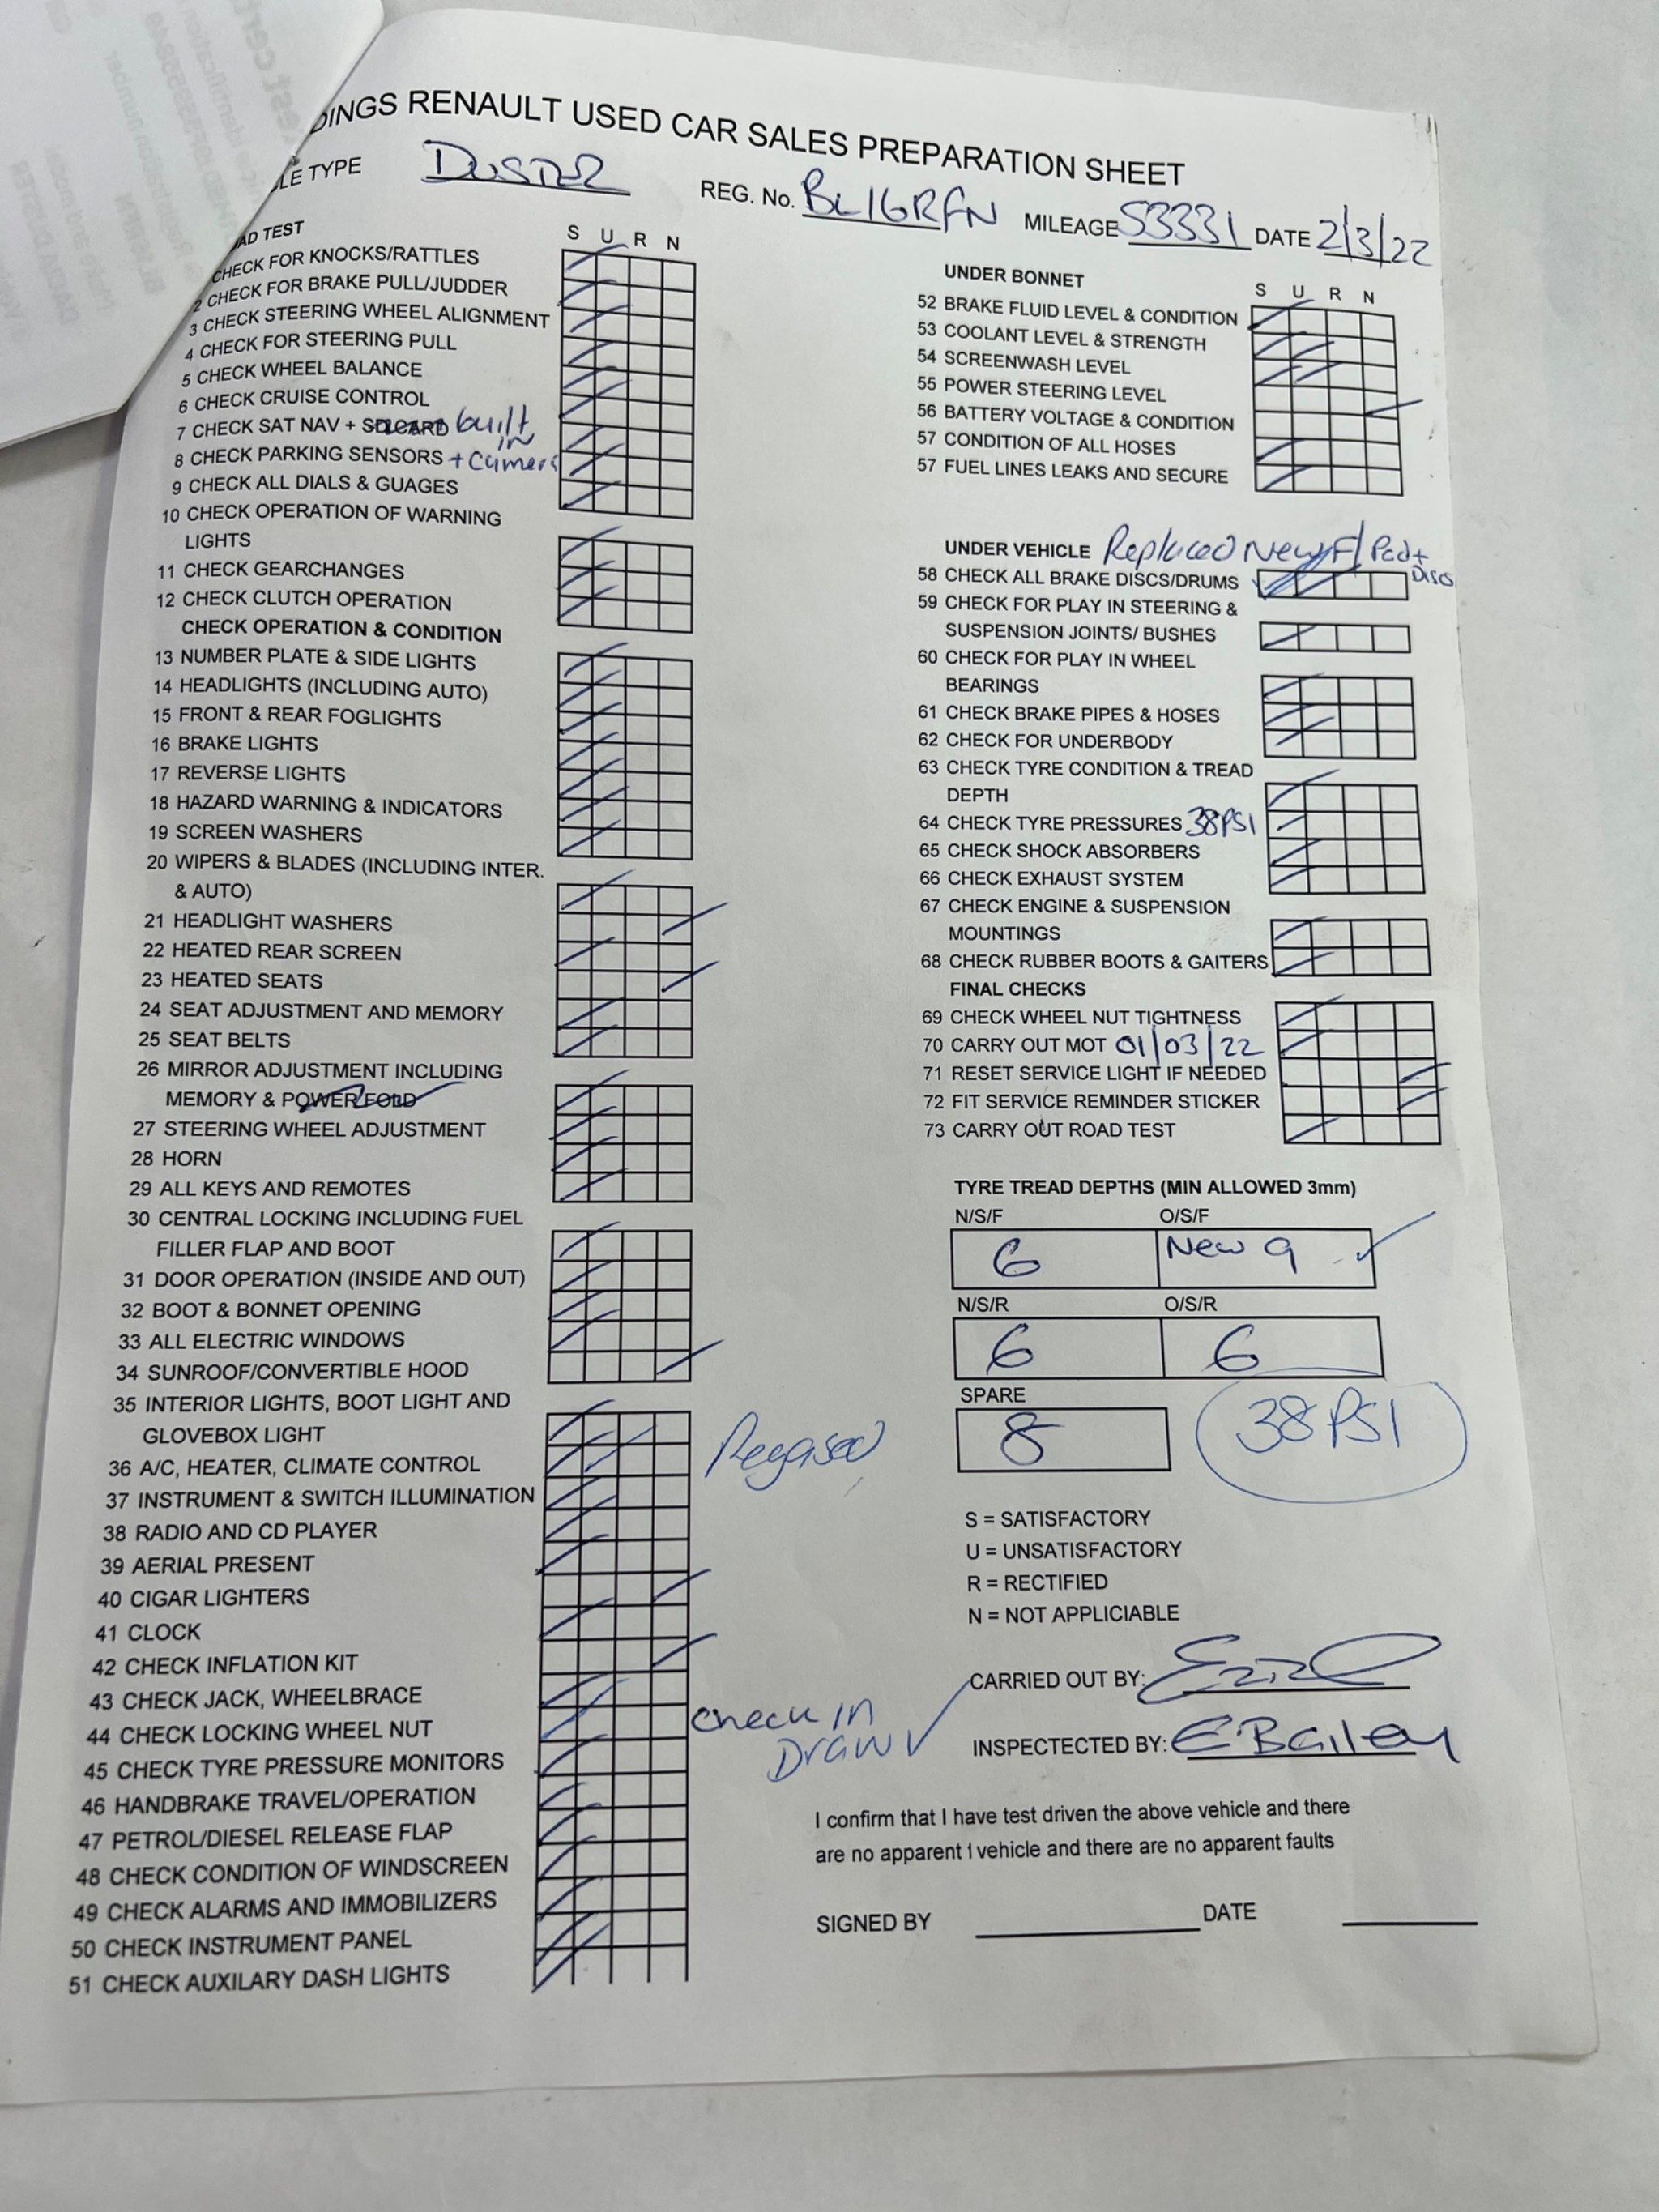 DINGS RENAULT USED CAR SALES PREPARATION SHEET
LE TYPE DUSTER REG. No. BL16RFN MILEAGE 53331 DATE 2/3/22
AD TEST
S U R N
CHECK FOR KNOCKS/RATTLES
2 CHECK FOR BRAKE PULL/JUDDER
3 CHECK STEERING WHEEL ALIGNMENT
4 CHECK FOR STEERING PULL
5 CHECK WHEEL BALANCE
6 CHECK CRUISE CONTROL
7 CHECK SAT NAV + SDCARD built in
8 CHECK PARKING SENSORS + Camera
9 CHECK ALL DIALS & GUAGES
10 CHECK OPERATION OF WARNING
LIGHTS
11 CHECK GEARCHANGES
12 CHECK CLUTCH OPERATION
CHECK OPERATION & CONDITION
13 NUMBER PLATE & SIDE LIGHTS
14 HEADLIGHTS (INCLUDING AUTO)
15 FRONT & REAR FOGLIGHTS
16 BRAKE LIGHTS
17 REVERSE LIGHTS
18 HAZARD WARNING & INDICATORS
19 SCREEN WASHERS
20 WIPERS & BLADES (INCLUDING INTER.
& AUTO)
21 HEADLIGHT WASHERS
22 HEATED REAR SCREEN
23 HEATED SEATS
24 SEAT ADJUSTMENT AND MEMORY
25 SEAT BELTS
26 MIRROR ADJUSTMENT INCLUDING
MEMORY & POWER FOLD
27 STEERING WHEEL ADJUSTMENT
28 HORN
29 ALL KEYS AND REMOTES
30 CENTRAL LOCKING INCLUDING FUEL
FILLER FLAP AND BOOT
31 DOOR OPERATION (INSIDE AND OUT)
32 BOOT & BONNET OPENING
33 ALL ELECTRIC WINDOWS
34 SUNROOF/CONVERTIBLE HOOD
35 INTERIOR LIGHTS, BOOT LIGHT AND
GLOVEBOX LIGHT
36 A/C, HEATER, CLIMATE CONTROL Regased
37 INSTRUMENT & SWITCH ILLUMINATION
38 RADIO AND CD PLAYER
39 AERIAL PRESENT
40 CIGAR LIGHTERS
41 CLOCK
42 CHECK INFLATION KIT
43 CHECK JACK, WHEELBRACE
44 CHECK LOCKING WHEEL NUT Check in
Draw
45 CHECK TYRE PRESSURE MONITORS
46 HANDBRAKE TRAVEL/OPERATION
47 PETROL/DIESEL RELEASE FLAP
48 CHECK CONDITION OF WINDSCREEN
49 CHECK ALARMS AND IMMOBILIZERS
50 CHECK INSTRUMENT PANEL
51 CHECK AUXILARY DASH LIGHTS
UNDER BONNET
S U R N
52 BRAKE FLUID LEVEL & CONDITION
53 COOLANT LEVEL & STRENGTH
54 SCREENWASH LEVEL
55 POWER STEERING LEVEL
56 BATTERY VOLTAGE & CONDITION
57 CONDITION OF ALL HOSES
57 FUEL LINES LEAKS AND SECURE
UNDER VEHICLE Replaced New F/ Pad +
Disc
58 CHECK ALL BRAKE DISCS/DRUMS
59 CHECK FOR PLAY IN STEERING &
SUSPENSION JOINTS/ BUSHES
60 CHECK FOR PLAY IN WHEEL
BEARINGS
61 CHECK BRAKE PIPES & HOSES
62 CHECK FOR UNDERBODY
63 CHECK TYRE CONDITION & TREAD
DEPTH
64 CHECK TYRE PRESSURES 38PSI
65 CHECK SHOCK ABSORBERS
66 CHECK EXHAUST SYSTEM
67 CHECK ENGINE & SUSPENSION
MOUNTINGS
68 CHECK RUBBER BOOTS & GAITERS
FINAL CHECKS
69 CHECK WHEEL NUT TIGHTNESS
70 CARRY OUT MOT 01/03/22
71 RESET SERVICE LIGHT IF NEEDED
72 FIT SERVICE REMINDER STICKER
73 CARRY OUT ROAD TEST
TYRE TREAD DEPTHS (MIN ALLOWED 3mm)
N/S/F O/S/F
6 New 9
N/S/R O/S/R
6 6
SPARE
8 38 PSI
S = SATISFACTORY
U = UNSATISFACTORY
R = RECTIFIED
N = NOT APPLICIABLE
CARRIED OUT BY:
INSPECTECTED BY: E Bailey
I confirm that I have test driven the above vehicle and there
are no apparent 1 vehicle and there are no apparent faults
SIGNED BY DATE